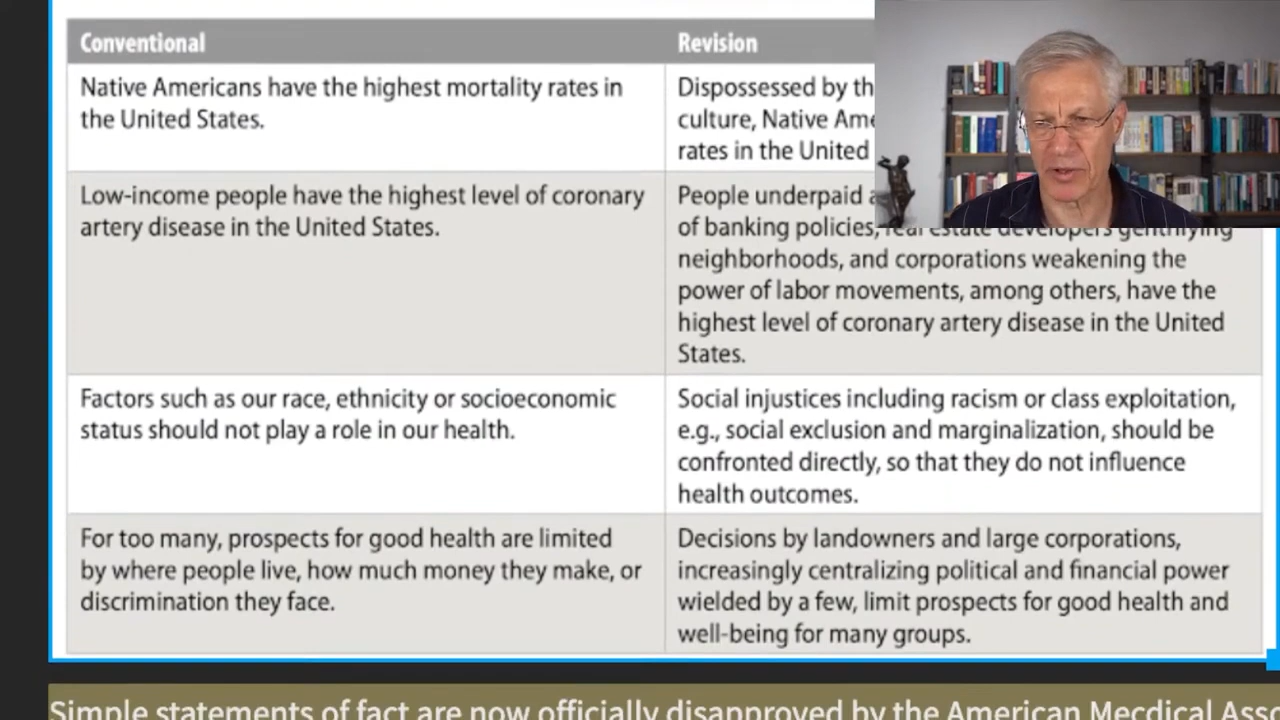 Conventional
Revision
Native Americans have the highest mortality rates in
the United States.
Dispossessed by
culture, Native
rates in the United
Low-income people have the highest level of coronary
artery disease in the United States.
People underpaid
of banking policies, real estate developers gentrifying
neighborhoods, and corporations weakening the
power of labor movements, among others, have the
highest level of coronary artery disease in the United
States.
Factors such as our race, ethnicity or socioeconomic
status should not play a role in our health.
Social injustices including racism or class exploitation,
e.g., social exclusion and marginalization, should be
confronted directly, so that they do not influence
health outcomes.
For too many, prospects for good health are limited
by where people live, how much money they make, or
discrimination they face.
Decisions by landowners and large corporations,
increasingly centralizing political and financial power
wielded by a few, limit prospects for good health and
well-being for many groups.
Simple statements of fact are now officially disapproved by the American Mecdical